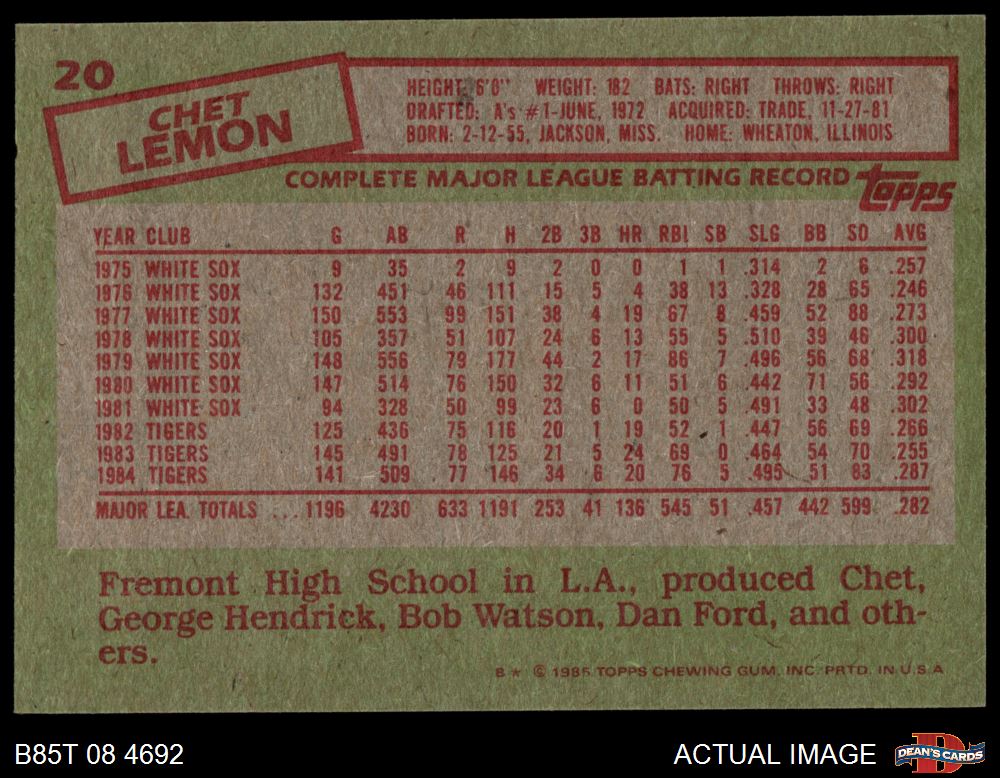 20
CHET
LEMON
HEIGHT: 6'0" WEIGHT: 182 BATS: RIGHT THROWS: RIGHT
DRAFTED: A's #1-JUNE, 1972 ACQUIRED: TRADE, 11-27-81
BORN: 2-12-55, JACKSON, MISS. HOME: WHEATON, ILLINOIS
COMPLETE MAJOR LEAGUE BATTING RECORD topps
YEAR CLUB G AB R H 2B 3B HR RBI SB SLG BB SO AVG
1975 WHITE SOX 9 35 2 9 2 0 0 1 1 .314 2 6 .257
1976 WHITE SOX 132 451 46 111 15 5 4 38 13 .328 28 65 .246
1977 WHITE SOX 150 553 99 151 38 4 19 67 8 .459 52 88 .273
1978 WHITE SOX 105 357 51 107 24 6 13 55 5 .510 39 46 .300
1979 WHITE SOX 148 556 79 177 44 2 17 86 7 .496 56 68 .318
1980 WHITE SOX 147 514 76 150 32 6 11 51 6 .442 71 56 .292
1981 WHITE SOX 94 328 50 99 23 6 0 50 5 .491 33 48 .302
1982 TIGERS 125 436 75 116 20 1 19 52 1 .447 56 69 .266
1983 TIGERS 145 491 78 125 21 5 24 69 0 .464 54 70 .255
1984 TIGERS 141 509 77 146 34 6 20 76 5 .495 51 83 .287
MAJOR LEA. TOTALS ...1196 4230 633 1191 253 41 136 545 51 .457 442 599 .282
Fremont High School in L.A., produced Chet,
George Hendrick, Bob Watson, Dan Ford, and oth-
ers.
B * © 1985 TOPPS CHEWING GUM, INC. PRTD. IN U.S.A
B85T 08 4692
ACTUAL IMAGE
DEAN'S CARDS